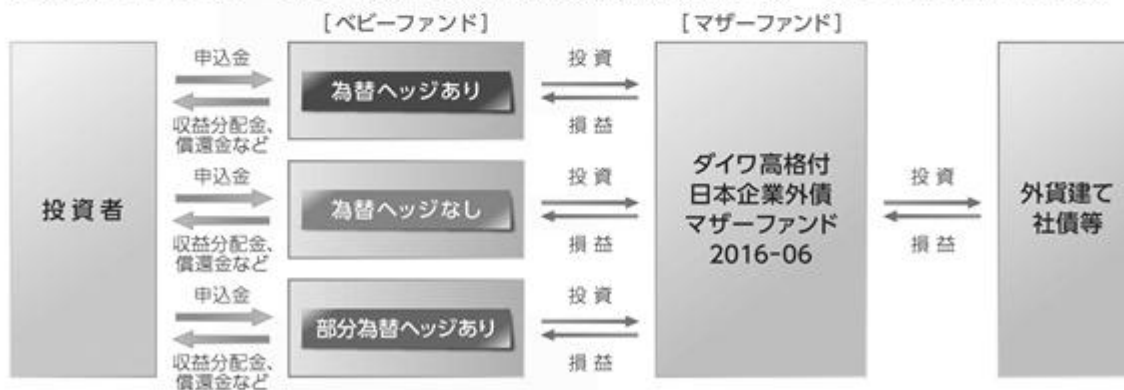 [ベビーファンド]
[マザーファンド]
投資者
申込金
収益分配金、
償還金など
申込金
収益分配金、
償還金など
申込金
収益分配金、
償還金など
為替ヘッジあり
為替ヘッジなし
部分為替ヘッジあり
投資
損益
投資
損益
投資
損益
ダイワ高格付
日本企業外債
マザーファンド
2016-06
投資
損益
外貨建て
社債等